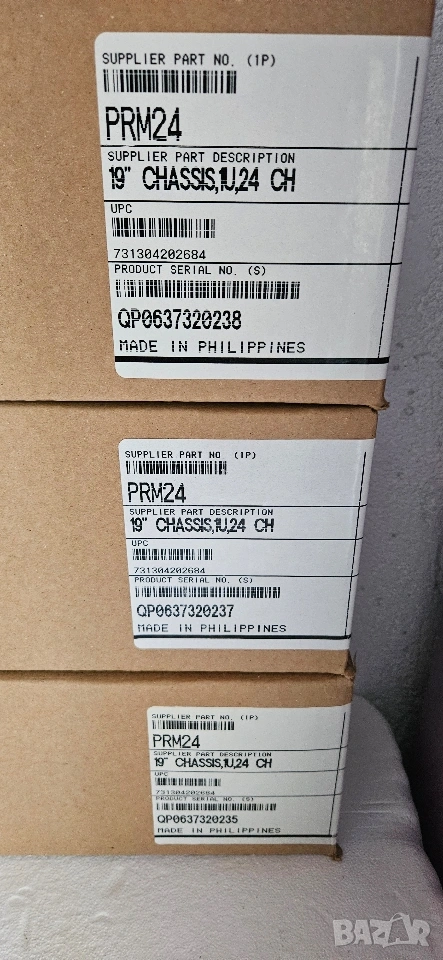 SUPPLIER PART NO. (1P)
PRM24
SUPPLIER PART DESCRIPTION
19" CHASSIS,1U,24 CH
UPC
731304202684
PRODUCT SERIAL NO. (S)
QP0637320238
MADE IN PHILIPPINES
SUPPLIER PART NO. (1P)
PRM24
SUPPLIER PART DESCRIPTION
19" CHASSIS,1U,24 CH
UPC
731304202684
PRODUCT SERIAL NO. (S)
QP0637320237
MADE IN PHILIPPINES
SUPPLIER PART NO. (1P)
PRM24
SUPPLIER PART DESCRIPTION
19" CHASSIS,1U,24 CH
UPC
731304202684
PRODUCT SERIAL NO. (S)
QP0637320235
MADE IN PHILIPPINES
BAZAR